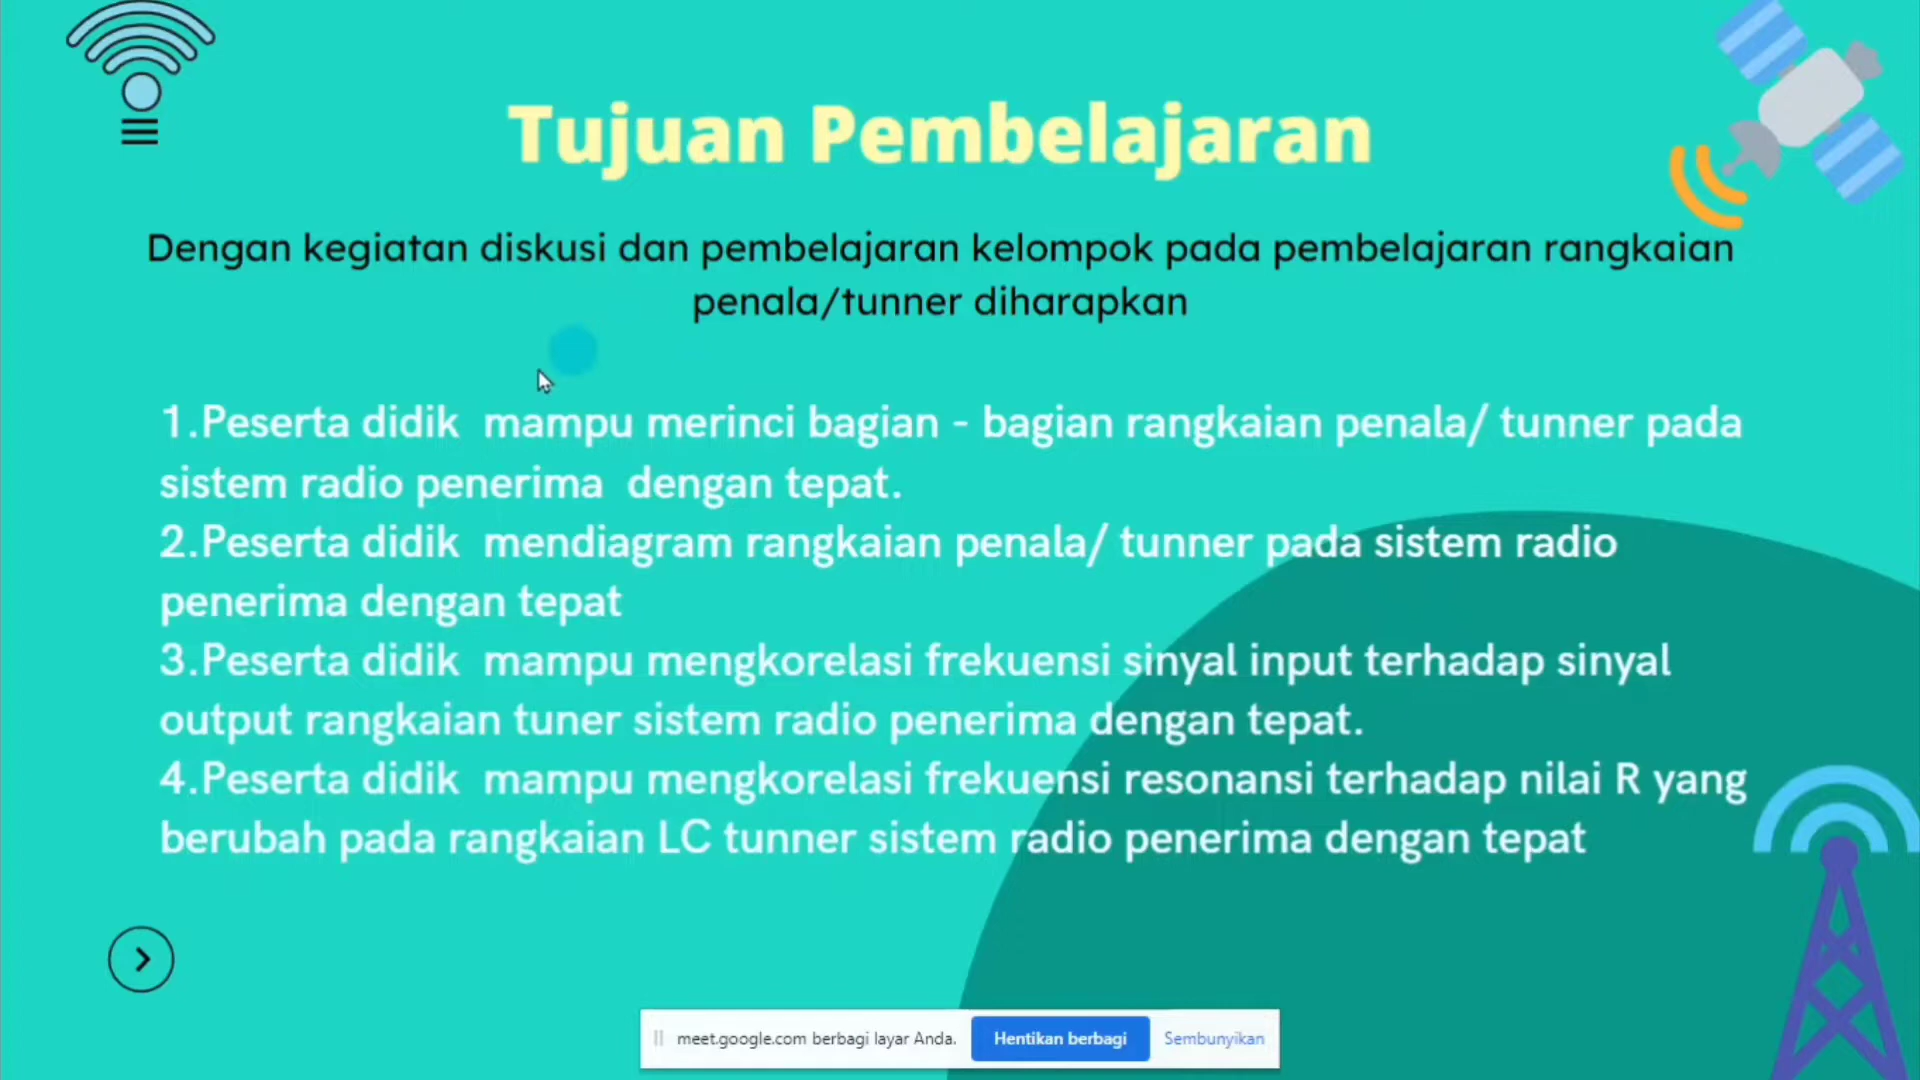 Tujuan Pembelajaran
Dengan kegiatan diskusi dan pembelajaran kelompok pada pembelajaran rangkaian
penala/tunner diharapkan
1.Peserta didik mampu merinci bagian - bagian rangkaian penala/ tunner pada
sistem radio penerima dengan tepat.
2.Peserta didik mendiagram rangkaian penala/ tunner pada sistem radio
penerima dengan tepat
3.Peserta didik mampu mengkorelasi frekuensi sinyal input terhadap sinyal
output rangkaian tuner sistem radio penerima dengan tepat.
4.Peserta didik mampu mengkorelasi frekuensi resonansi terhadap nilai R yang
berubah pada rangkaian LC tunner sistem radio penerima dengan tepat
meet.google.com berbagi layar Anda. Hentikan berbagi Sembunyikan